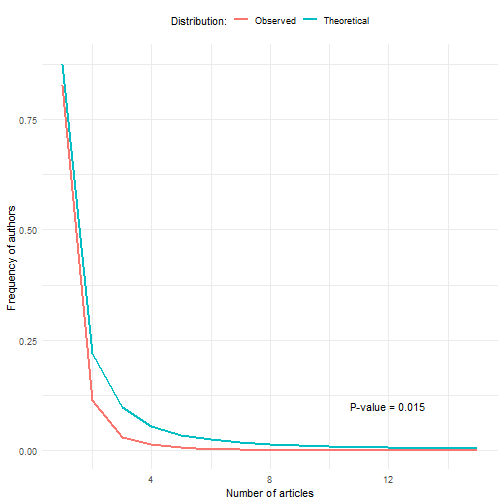 Distribution: Observed Theoretical
0.75
0.50
0.25
0.00
Frequency of authors
P-value = 0.015
4 8 12
Number of articles